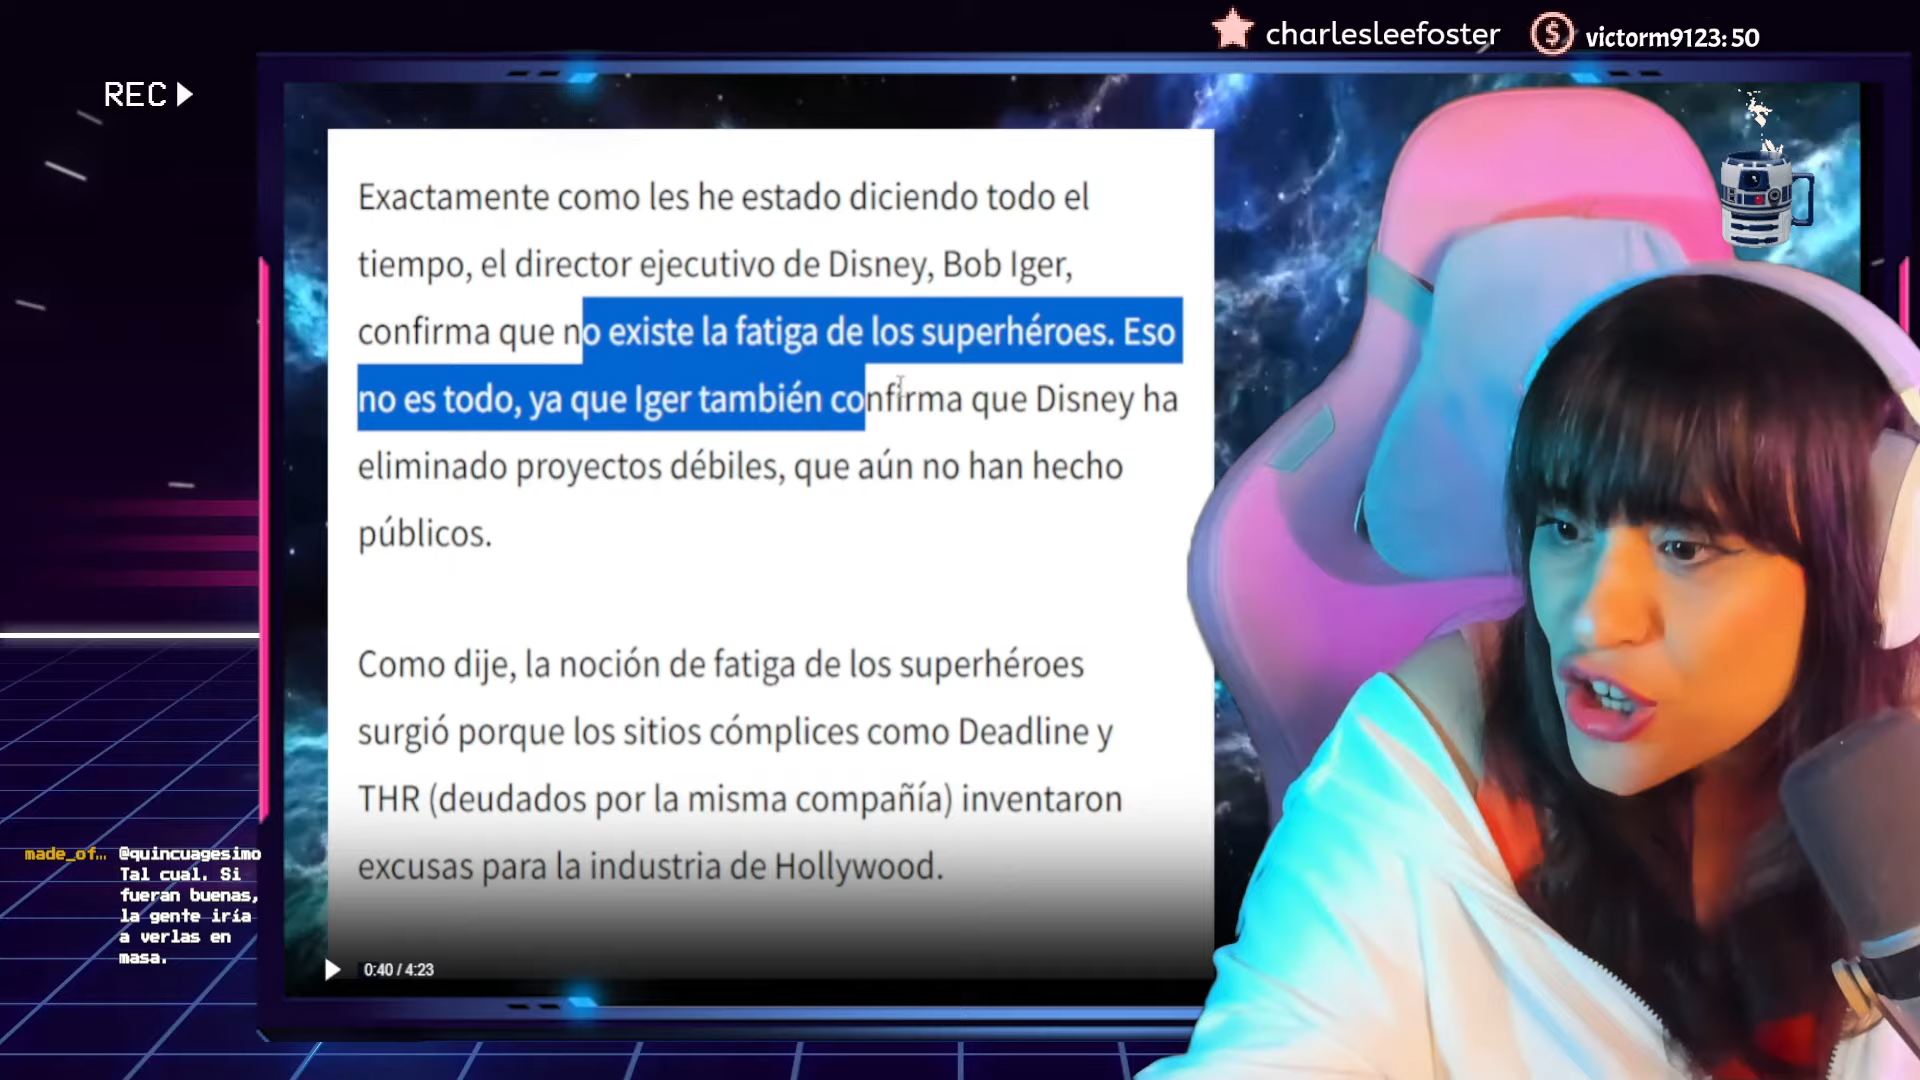 charlesleefoster
victorm9123: 50
REC
Exactamente como les he estado diciendo todo el
tiempo, el director ejecutivo de Disney, Bob Iger,
confirma que no existe la fatiga de los superhéroes. Eso
no es todo, ya que Iger también confirma que Disney ha
eliminado proyectos débiles, que aún no han hecho
públicos.
Como dije, la noción de fatiga de los superhéroes
surgió porque los sitios cómplices como Deadline y
THR (deudados por la misma compañía) inventaron
excusas para la industria de Hollywood.
made_of… @quincuagesimo
Tal cual. Si
fueran buenas,
la gente iría
a verlas en
masa.
0:40 / 4:23